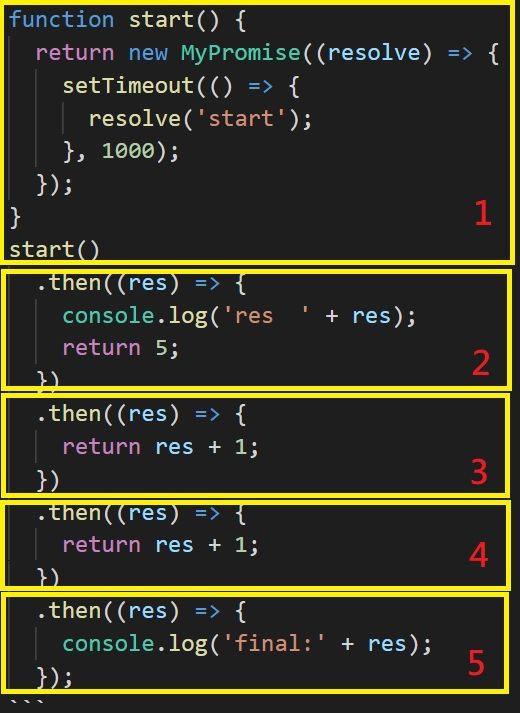 function start() {
  return new MyPromise((resolve) => {
    setTimeout(() => {
      resolve('start');
    }, 1000);
  });
}
1
start()
  .then((res) => {
    console.log('res  ' + res);
    return 5;
  })
2
  .then((res) => {
    return res + 1;
  })
3
  .then((res) => {
    return res + 1;
  })
4
  .then((res) => {
    console.log('final:' + res);
  });
5
```